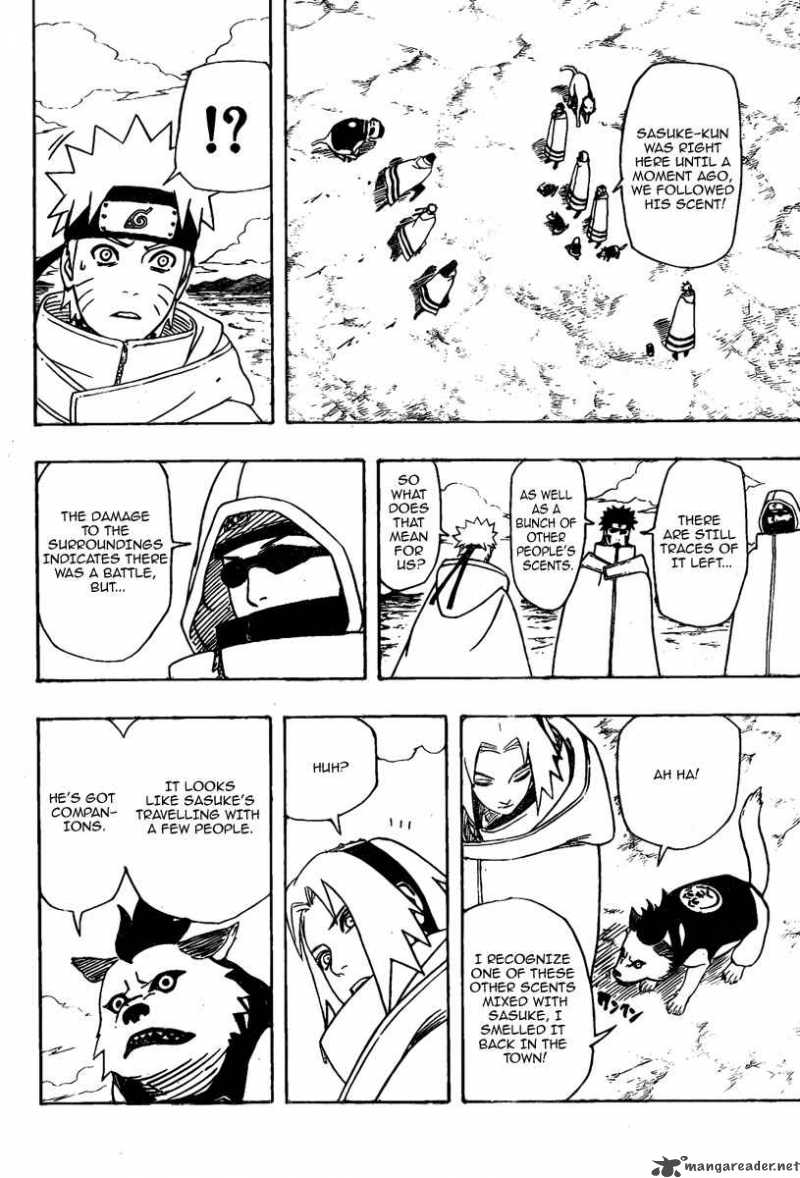 SASUKE-KUN
WAS RIGHT
HERE UNTIL A
MOMENT AGO,
WE FOLLOWED
HIS SCENT!
!?
THERE
ARE STILL
TRACES OF
IT LEFT...
AS WELL
AS A
BUNCH OF
OTHER
PEOPLE'S
SCENTS.
SO
WHAT
DOES
THAT
MEAN
FOR
US?
THE DAMAGE
TO THE
SURROUNDINGS
INDICATES THERE
WAS A BATTLE,
BUT...
AH HA!
I RECOGNIZE
ONE OF THESE
OTHER SCENTS
MIXED WITH
SASUKE, I
SMELLED IT
BACK IN
THE TOWN!
クンクン
HUH?
IT LOOKS
LIKE SASUKE'S
TRAVELLING WITH
A FEW PEOPLE.
HE'S GOT
COMPAN-
IONS.
mangareader.net